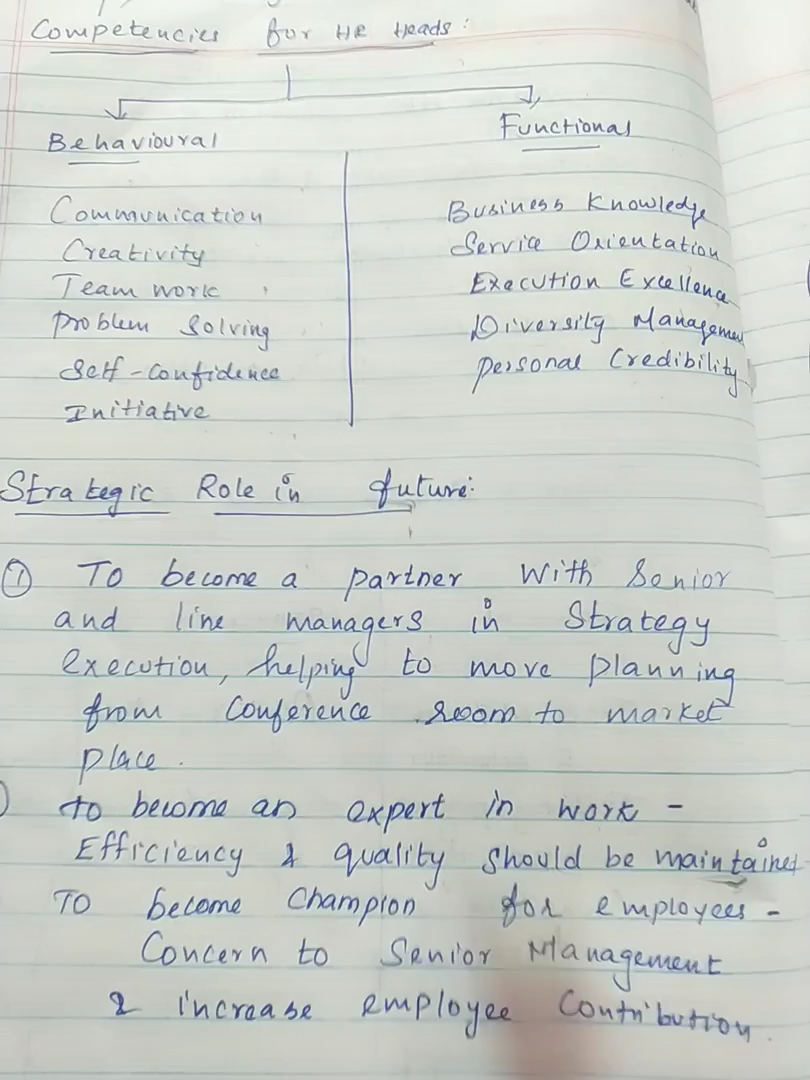 Competencies for HR Heads:
Behavioural
Functional
Communication
Creativity
Team work
Problem Solving
Self-Confidence
Initiative
Business Knowledge
Service Orientation
Execution Excellence
Diversity Managemen
Personal Credibility
Strategic Role in future:
① To become a partner with Senior
and line managers in Strategy
execution, helping to move planning
from conference room to market
place.
to become an expert in work -
Efficiency & quality should be maintained
To become Champion for employees -
Concern to Senior Management
& increase employee Contribution.